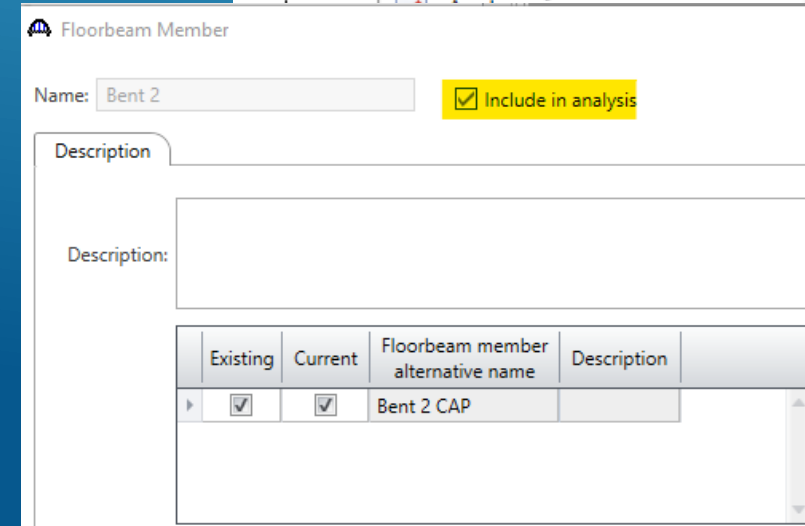 Floorbeam Member
Name: Bent 2
Include in analysis
Description
Description:
Existing Current Floorbeam member alternative name Description
Bent 2 CAP